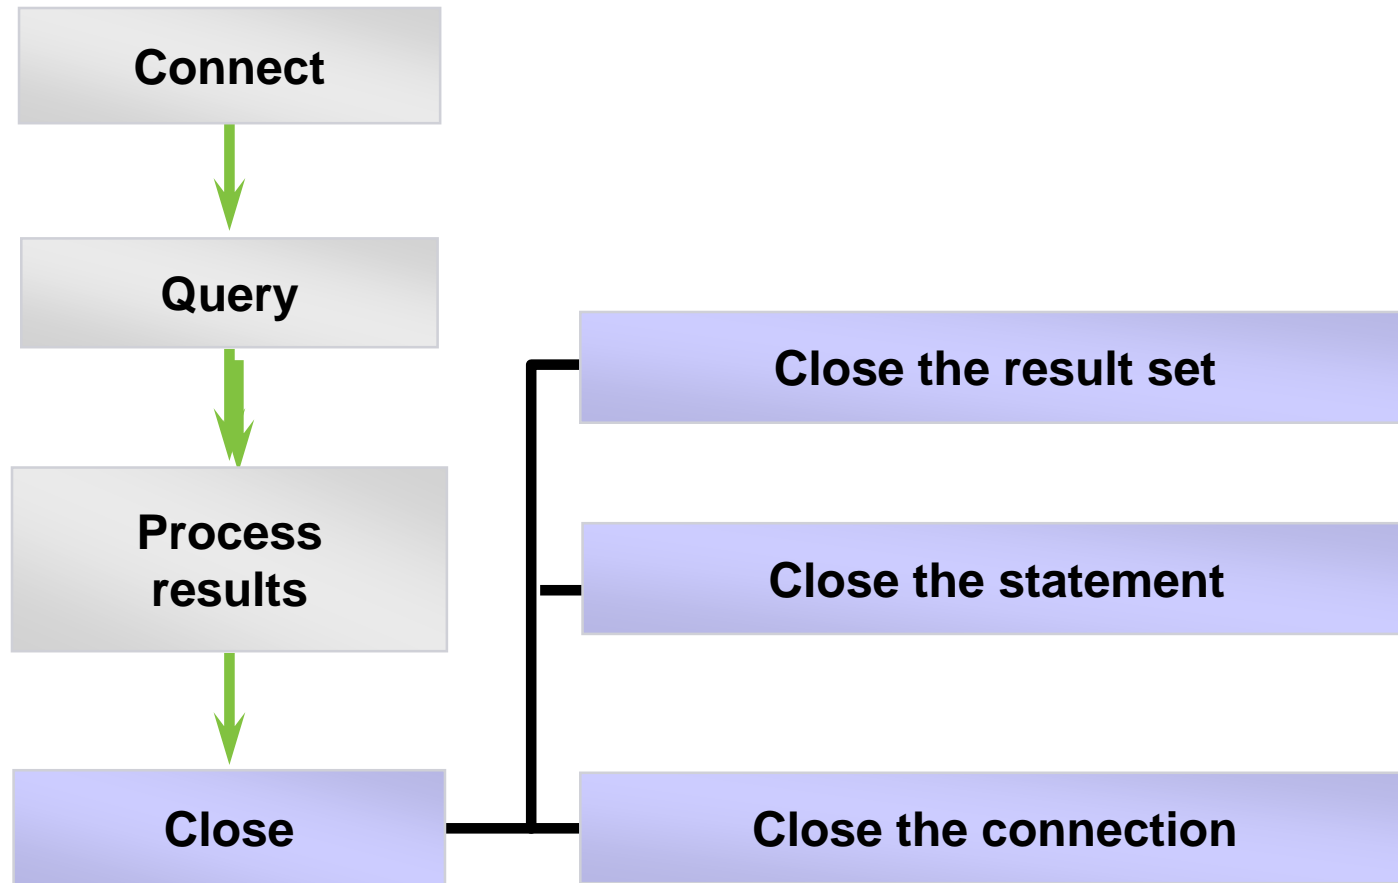 Connect
Query
Process
results
Close
Close the result set
Close the statement
Close the connection